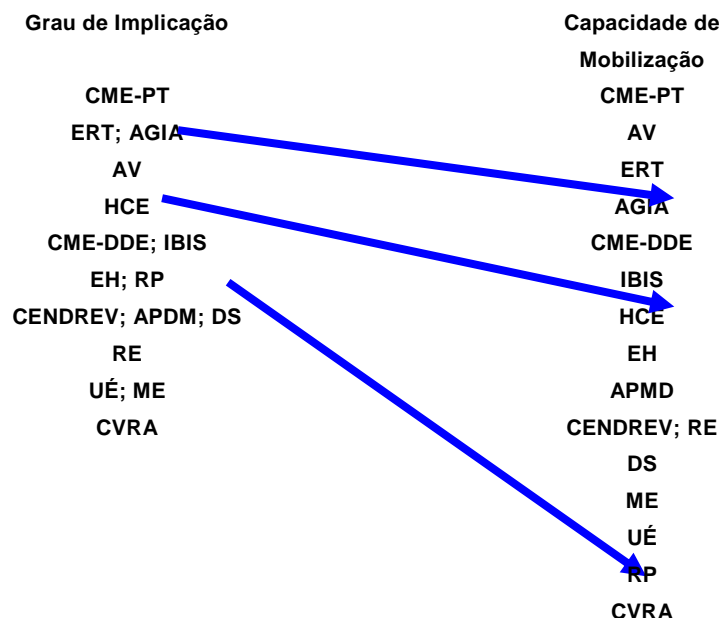 Grau de Implicação
CME-PT
ERT; AGIA
AV
HCE
CME-DDE; IBIS
EH; RP
CENDREV; APDM; DS
RE
UÉ; ME
CVRA
Capacidade de
Mobilização
CME-PT
AV
ERT
AGIA
CME-DDE
IBIS
HCE
EH
APMD
CENDREV; RE
DS
ME
UÉ
RP
CVRA